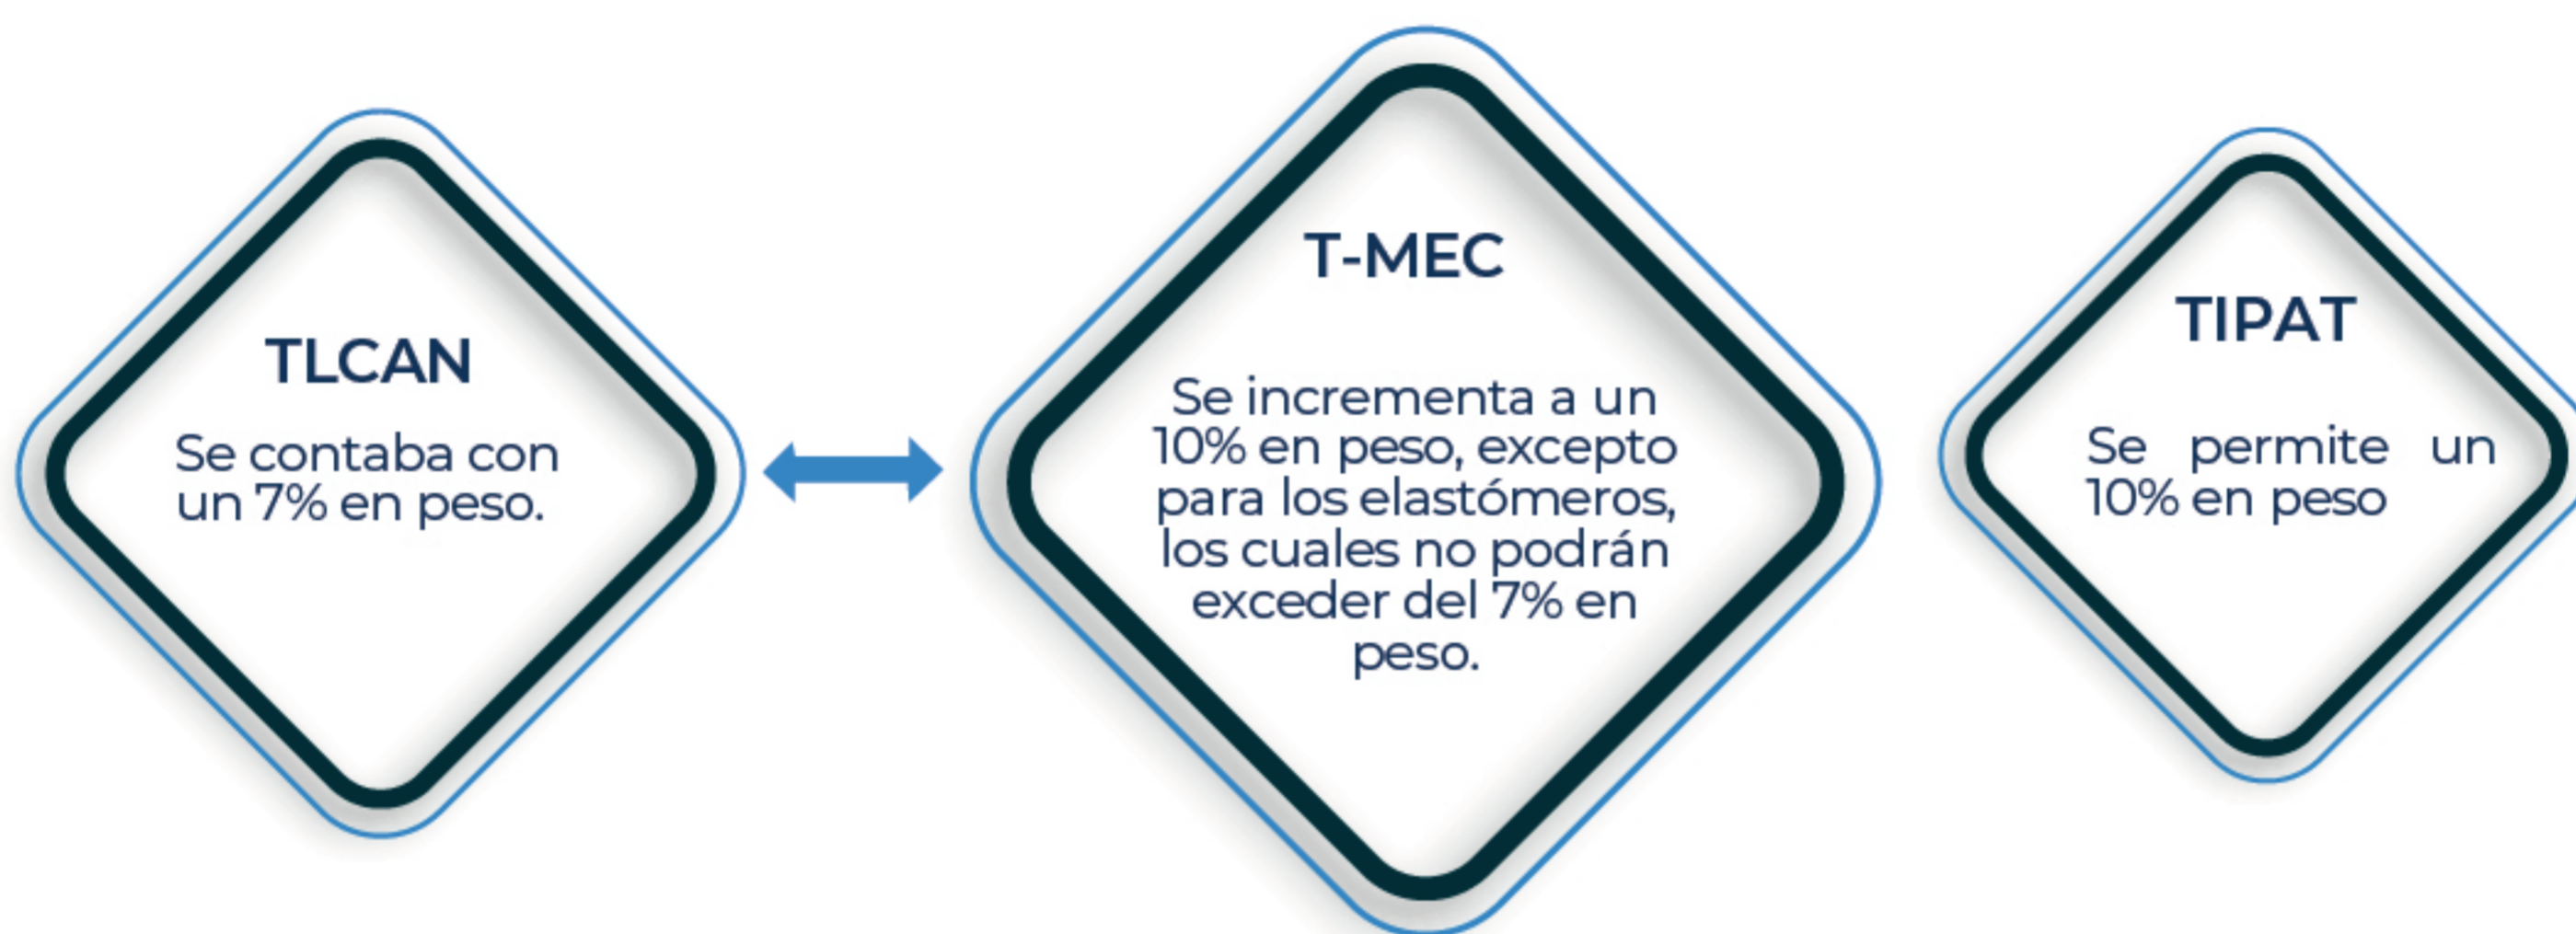 TLCAN
Se contaba con
un 7% en peso.
T-MEC
Se incrementa a un
10% en peso, excepto
para los elastómeros,
los cuales no podrán
exceder del 7% en
peso.
TIPAT
Se permite un
10% en peso